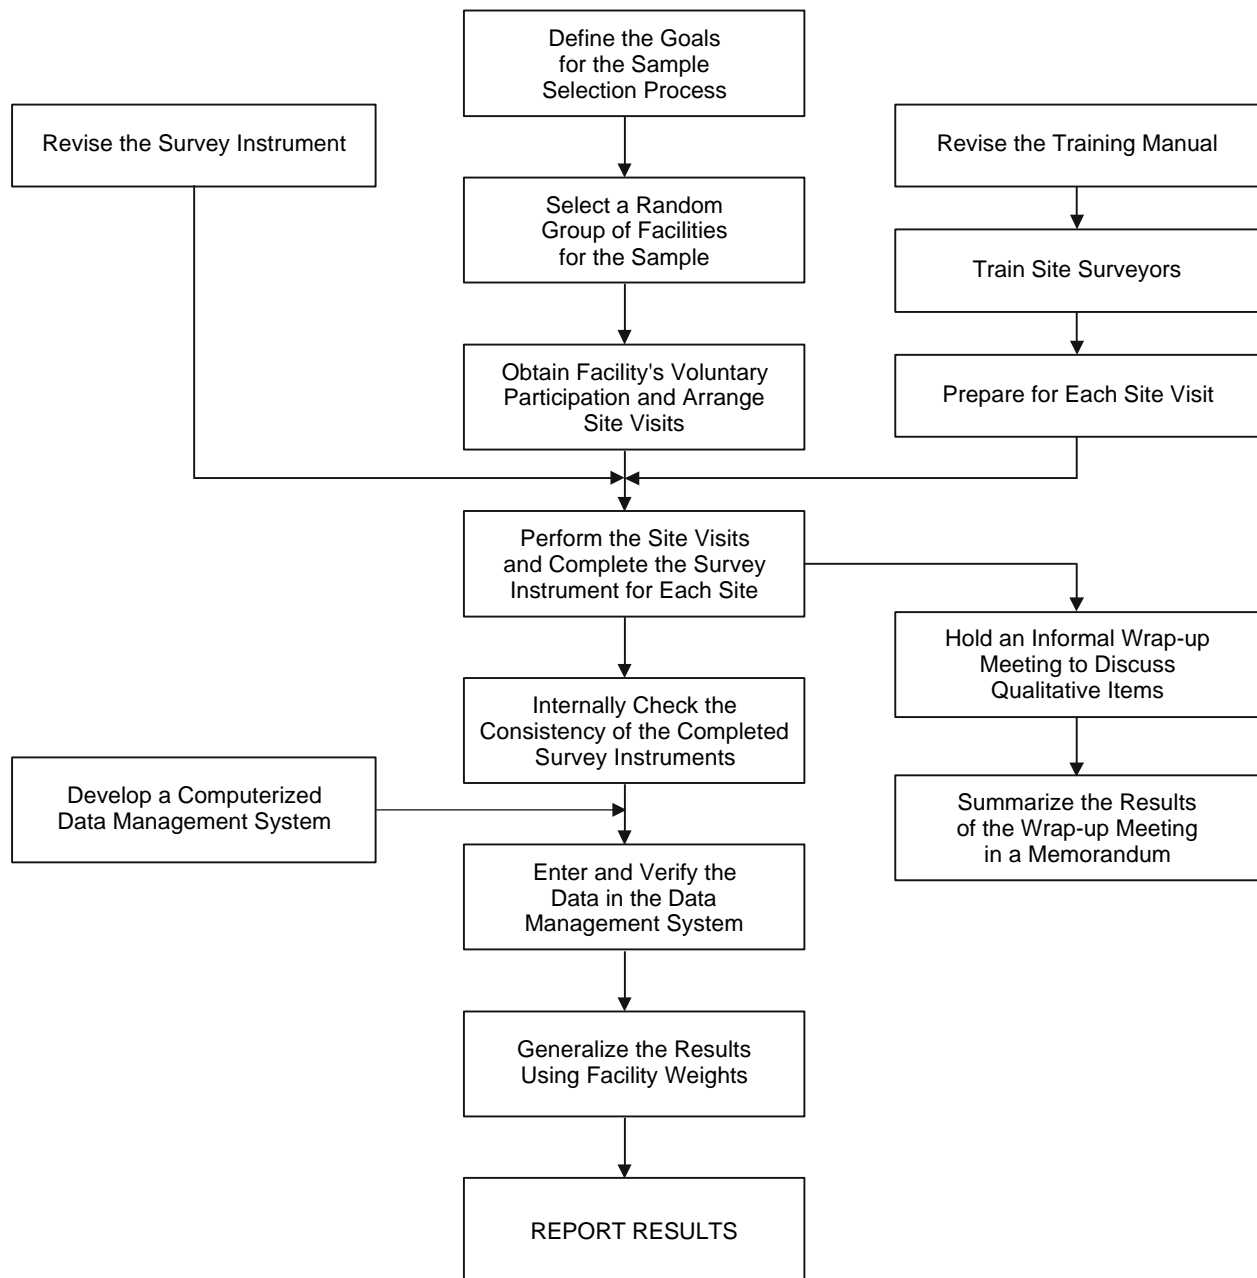 Define the Goals
for the Sample
Selection Process
Revise the Survey Instrument
Revise the Training Manual
Select a Random
Group of Facilities
for the Sample
Train Site Surveyors
Obtain Facility's Voluntary
Participation and Arrange
Site Visits
Prepare for Each Site Visit
Perform the Site Visits
and Complete the Survey
Instrument for Each Site
Hold an Informal Wrap-up
Meeting to Discuss
Qualitative Items
Internally Check the
Consistency of the Completed
Survey Instruments
Develop a Computerized
Data Management System
Summarize the Results
of the Wrap-up Meeting
in a Memorandum
Enter and Verify the
Data in the Data
Management System
Generalize the Results
Using Facility Weights
REPORT RESULTS